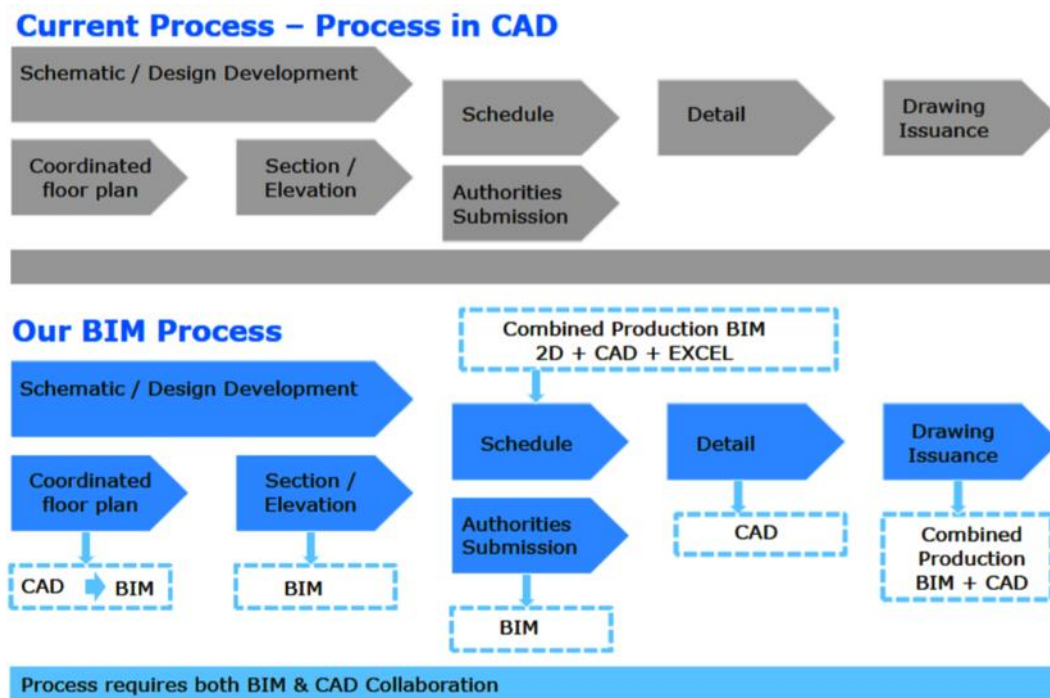 Current Process – Process in CAD
Schematic / Design Development
Schedule
Detail
Drawing
Issuance
Coordinated
floor plan
Section /
Elevation
Authorities
Submission
Our BIM Process
Combined Production BIM
2D + CAD + EXCEL
Schematic / Design Development
Schedule
Detail
Drawing
Issuance
Coordinated
floor plan
Section /
Elevation
Authorities
Submission
CAD
BIM
BIM
BIM
CAD
Combined
Production
BIM + CAD
Process requires both BIM & CAD Collaboration